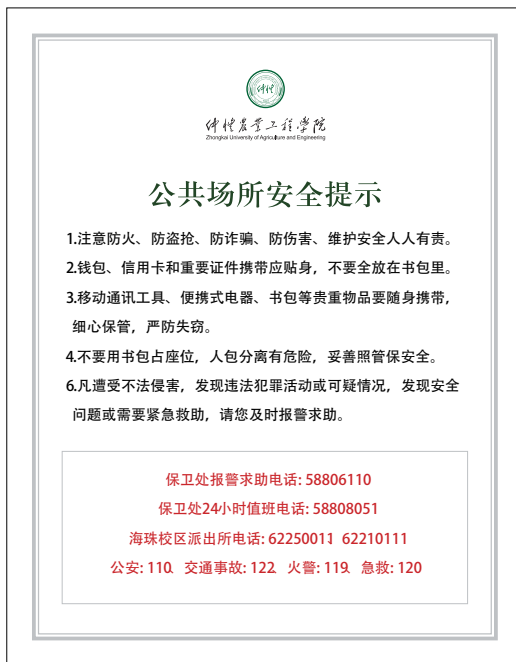 仲恺
仲恺农业工程学院
Zhongkai University of Agriculture and Engineering
公共场所安全提示
1.注意防火、防盗抢、防诈骗、防伤害、维护安全人人有责。
2.钱包、信用卡和重要证件携带应贴身，不要全放在书包里。
3.移动通讯工具、便携式电器、书包等贵重物品要随身携带，
细心保管，严防失窃。
4.不要用书包占座位，人包分离有危险，妥善照管保安全。
6.凡遭受不法侵害，发现违法犯罪活动或可疑情况，发现安全
问题或需要紧急救助，请您及时报警求助。
保卫处报警求助电话: 58806110
保卫处24小时值班电话: 58808051
海珠校区派出所电话: 62250011 62210111
公安: 110、交通事故: 122、火警: 119、急救: 120